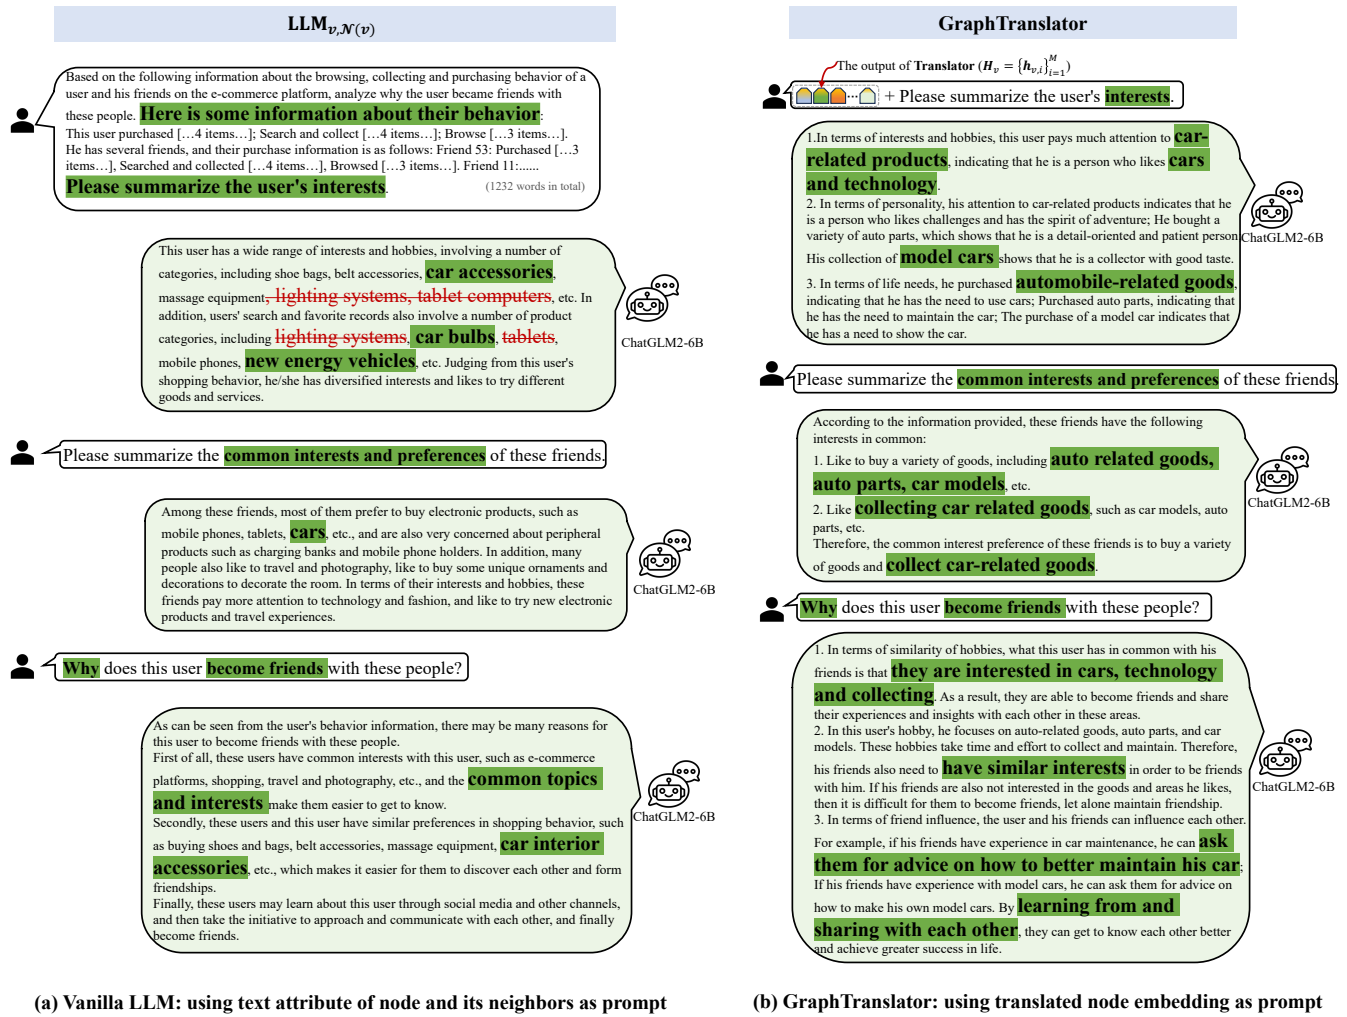 LLM𝑣,𝒩(𝑣)
Based on the following information about the browsing, collecting and purchasing behavior of a
user and his friends on the e-commerce platform, analyze why the user became friends with
these people. Here is some information about their behavior:
This user purchased […4 items…]; Search and collect […4 items…]; Browse […3 items…].
He has several friends, and their purchase information is as follows: Friend 53: Purchased […3
items…], Searched and collected […4 items…], Browsed […3 items…]. Friend 11:......
Please summarize the user's interests.
(1232 words in total)
This user has a wide range of interests and hobbies, involving a number of
categories, including shoe bags, belt accessories, car accessories,
massage equipment, lighting systems, tablet computers, etc. In
addition, users' search and favorite records also involve a number of product
categories, including lighting systems, car bulbs, tablets,
mobile phones, new energy vehicles, etc. Judging from this user's
shopping behavior, he/she has diversified interests and likes to try different
goods and services.
ChatGLM2-6B
Please summarize the common interests and preferences of these friends.
Among these friends, most of them prefer to buy electronic products, such as
mobile phones, tablets, cars, etc., and are also very concerned about peripheral
products such as charging banks and mobile phone holders. In addition, many
people also like to travel and photography, like to buy some unique ornaments and
decorations to decorate the room. In terms of their interests and hobbies, these
friends pay more attention to technology and fashion, and like to try new electronic
products and travel experiences.
ChatGLM2-6B
Why does this user become friends with these people?
As can be seen from the user's behavior information, there may be many reasons for
this user to become friends with these people.
First of all, these users have common interests with this user, such as e-commerce
platforms, shopping, travel and photography, etc., and the common topics
and interests make them easier to get to know.
Secondly, these users and this user have similar preferences in shopping behavior, such
as buying shoes and bags, belt accessories, massage equipment, car interior
accessories, etc., which makes it easier for them to discover each other and form
friendships.
Finally, these users may learn about this user through social media and other channels,
and then take the initiative to approach and communicate with each other, and finally
become friends.
ChatGLM2-6B
(a) Vanilla LLM: using text attribute of node and its neighbors as prompt
GraphTranslator
The output of Translator (𝑯𝑣 = {𝒉𝑣,𝑖}𝑖=1 𝑀)
··· + Please summarize the user's interests.
1.In terms of interests and hobbies, this user pays much attention to car-
related products, indicating that he is a person who likes cars
and technology.
2. In terms of personality, his attention to car-related products indicates that he
is a person who likes challenges and has the spirit of adventure; He bought a
variety of auto parts, which shows that he is a detail-oriented and patient person.
His collection of model cars shows that he is a collector with good taste.
3. In terms of life needs, he purchased automobile-related goods,
indicating that he has the need to use cars; Purchased auto parts, indicating that
he has the need to maintain the car; The purchase of a model car indicates that
he has a need to show the car.
ChatGLM2-6B
Please summarize the common interests and preferences of these friends.
According to the information provided, these friends have the following
interests in common:
1. Like to buy a variety of goods, including auto related goods,
auto parts, car models, etc.
2. Like collecting car related goods, such as car models, auto
parts, etc.
Therefore, the common interest preference of these friends is to buy a variety
of goods and collect car-related goods.
ChatGLM2-6B
Why does this user become friends with these people?
1. In terms of similarity of hobbies, what this user has in common with his
friends is that they are interested in cars, technology
and collecting. As a result, they are able to become friends and share
their experiences and insights with each other in these areas.
2. In this user's hobby, he focuses on auto-related goods, auto parts, and car
models. These hobbies take time and effort to collect and maintain. Therefore,
his friends also need to have similar interests in order to be friends
with him. If his friends are also not interested in the goods and areas he likes,
then it is difficult for them to become friends, let alone maintain friendship.
3. In terms of friend influence, the user and his friends can influence each other.
For example, if his friends have experience in car maintenance, he can ask
them for advice on how to better maintain his car;
If his friends have experience with model cars, he can ask them for advice on
how to make his own model cars. By learning from and
sharing with each other, they can get to know each other better
and achieve greater success in life.
ChatGLM2-6B
(b) GraphTranslator: using translated node embedding as prompt